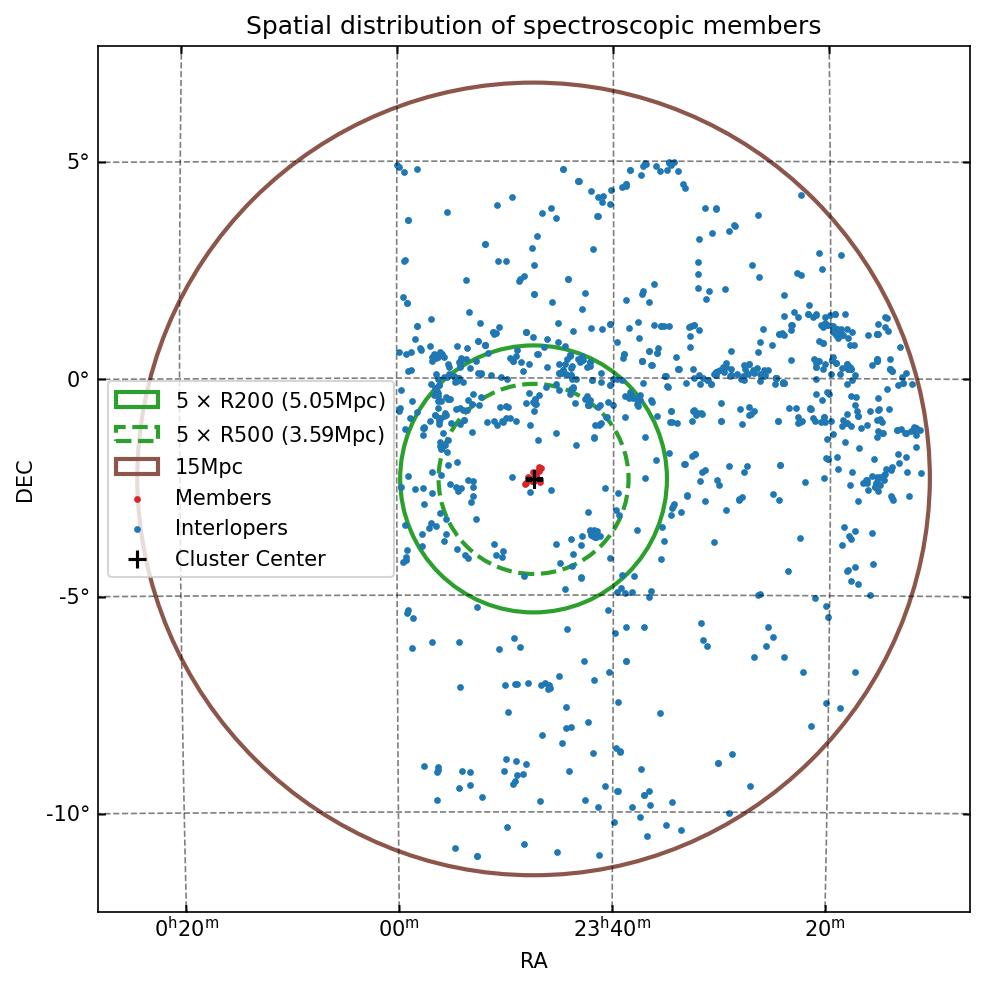 Spatial distribution of spectroscopic members
5°
0°
-5°
-10°
DEC
5 × R200 (5.05Mpc)
5 × R500 (3.59Mpc)
15Mpc
Members
Interlopers
Cluster Center
0ʰ20ᵐ
00ᵐ
23ʰ40ᵐ
20ᵐ
RA